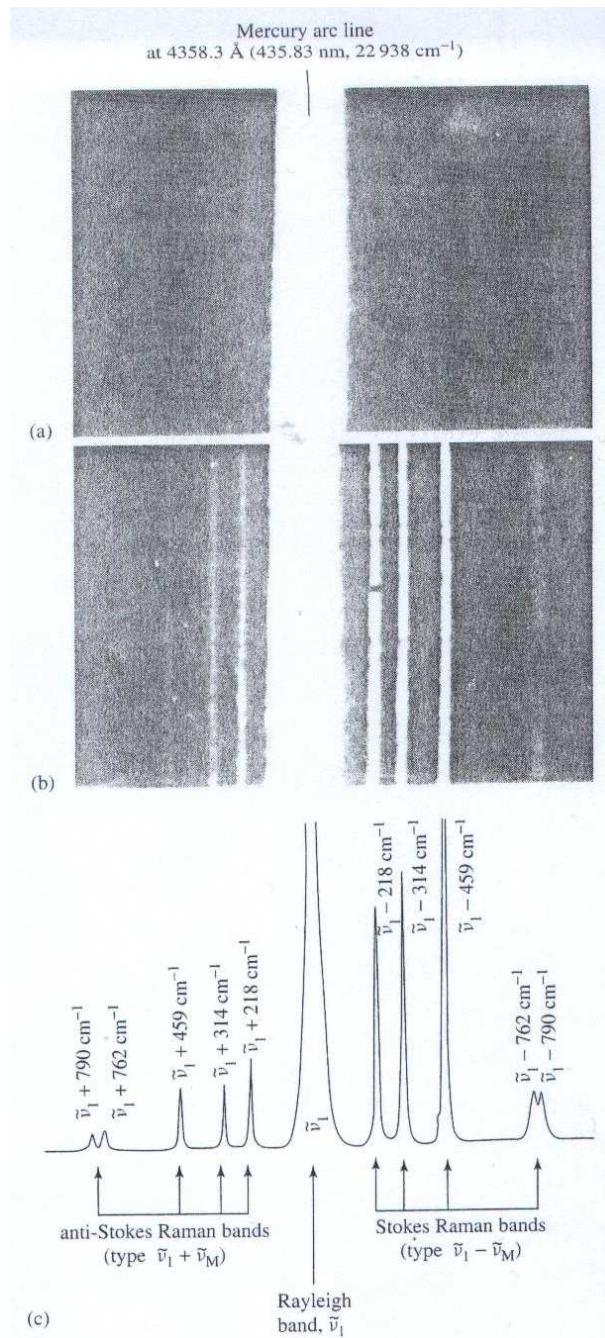 Mercury arc line
at 4358.3 Å (435.83 nm, 22 938 cm⁻¹)
(a)
(b)
ν̃₁ + 790 cm⁻¹
ν̃₁ + 762 cm⁻¹
ν̃₁ + 459 cm⁻¹
ν̃₁ + 314 cm⁻¹
ν̃₁ + 218 cm⁻¹
ν̃₁
ν̃₁ − 218 cm⁻¹
ν̃₁ − 314 cm⁻¹
ν̃₁ − 459 cm⁻¹
ν̃₁ − 762 cm⁻¹
ν̃₁ − 790 cm⁻¹
anti-Stokes Raman bands
(type ν̃₁ + ν̃M)
Stokes Raman bands
(type ν̃₁ − ν̃M)
Rayleigh
band, ν̃₁
(c)